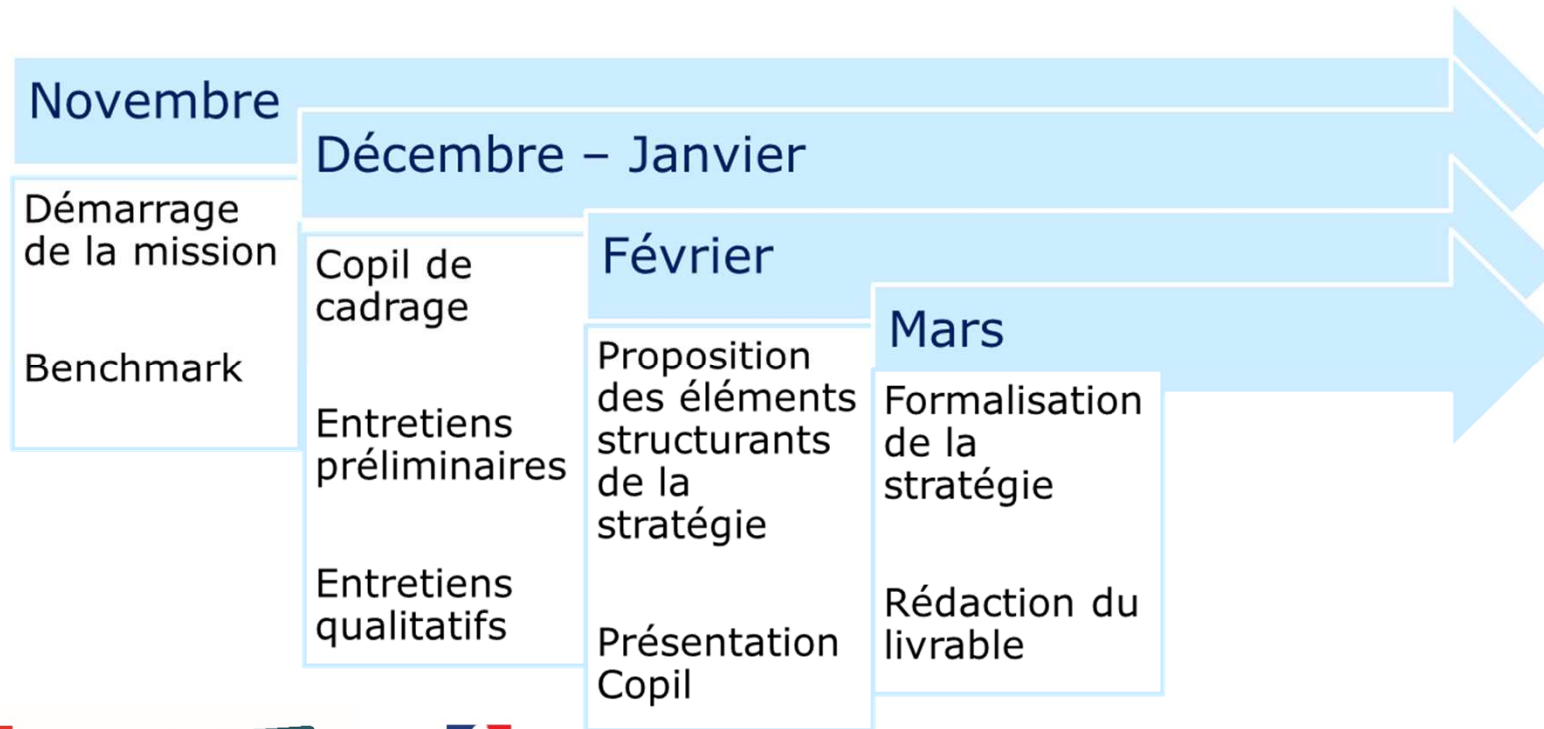 Novembre
Démarrage
de la mission
Benchmark
Décembre – Janvier
Copil de
cadrage
Entretiens
préliminaires
Entretiens
qualitatifs
Février
Proposition
des éléments
structurants
de la
stratégie
Présentation
Copil
Mars
Formalisation
de la
stratégie
Rédaction du
livrable